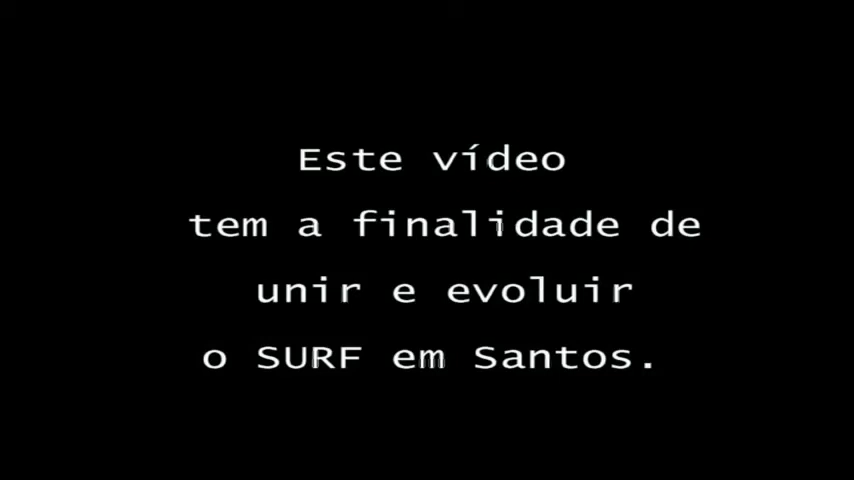 Este vídeo
tem a finalidade de
unir e evoluir
o SURF em Santos.